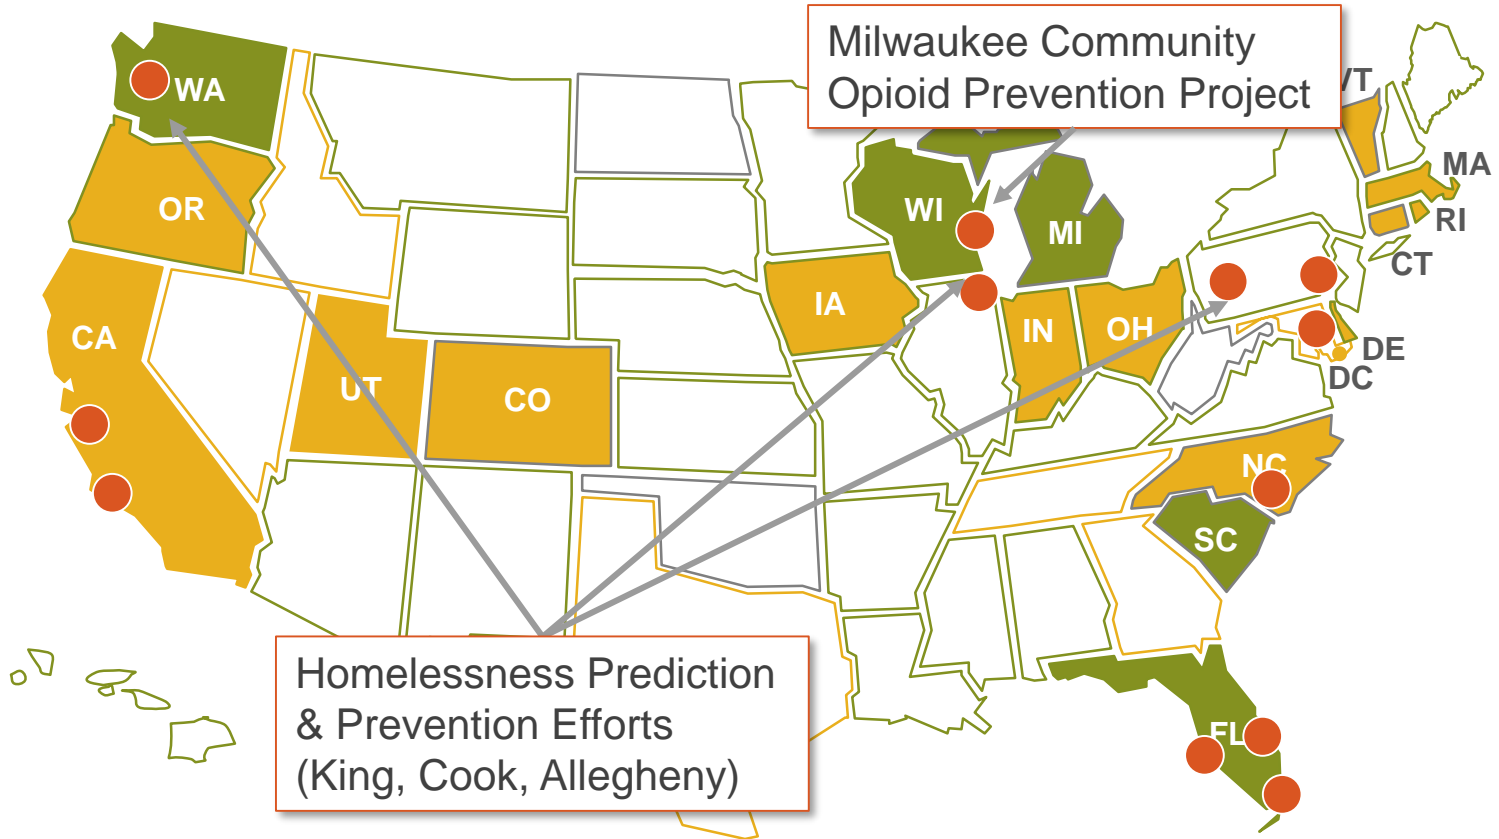 Milwaukee Community
Opioid Prevention Project
WA
VT
MA
OR
WI
MI
RI
CT
CA
IA
IN
OH
DE
DC
UT
CO
NC
SC
FL
Homelessness Prediction
& Prevention Efforts
(King, Cook, Allegheny)